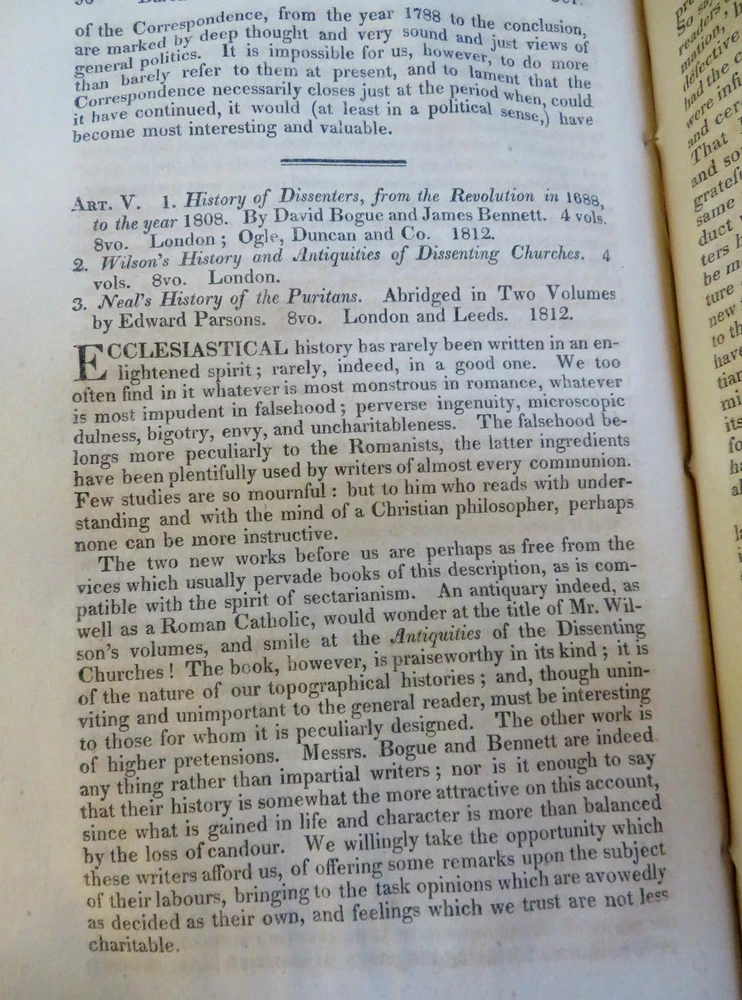 of the Correspondence, from the year 1788 to the conclusion,
are marked by deep thought and very sound and just views of
general politics. It is impossible for us, however, to do more
than barely refer to them at present, and to lament that the
Correspondence necessarily closes just at the period when, could
it have continued, it would (at least in a political sense,) have
become most interesting and valuable.
ART. V. 1. History of Dissenters, from the Revolution in 1688,
to the year 1808. By David Bogue and James Bennett. 4 vols.
8vo. London; Ogle, Duncan and Co. 1812.
2. Wilson's History and Antiquities of Dissenting Churches. 4
vols. 8vo. London.
3. Neal's History of the Puritans. Abridged in Two Volumes
by Edward Parsons. 8vo. London and Leeds. 1812.
ECCLESIASTICAL history has rarely been written in an en-
lightened spirit; rarely, indeed, in a good one. We too
often find in it whatever is most monstrous in romance, whatever
is most impudent in falsehood; perverse ingenuity, microscopic
dulness, bigotry, envy, and uncharitableness. The falsehood be-
longs more peculiarly to the Romanists, the latter ingredients
have been plentifully used by writers of almost every communion.
Few studies are so mournful: but to him who reads with under-
standing and with the mind of a Christian philosopher, perhaps
none can be more instructive.
The two new works before us are perhaps as free from the
vices which usually pervade books of this description, as is com-
patible with the spirit of sectarianism. An antiquary indeed, as
well as a Roman Catholic, would wonder at the title of Mr. Wil-
son's volumes, and smile at the Antiquities of the Dissenting
Churches! The book, however, is praiseworthy in its kind; it is
of the nature of our topographical histories; and, though unin-
viting and unimportant to the general reader, must be interesting
to those for whom it is peculiarly designed. The other work is
of higher pretensions. Messrs. Bogue and Bennett are indeed
any thing rather than impartial writers; nor is it enough to say
that their history is somewhat the more attractive on this account,
since what is gained in life and character is more than balanced
by the loss of candour. We willingly take the opportunity which
these writers afford us, of offering some remarks upon the subject
of their labours, bringing to the task opinions which are avowedly
as decided as their own, and feelings which we trust are not less
charitable.